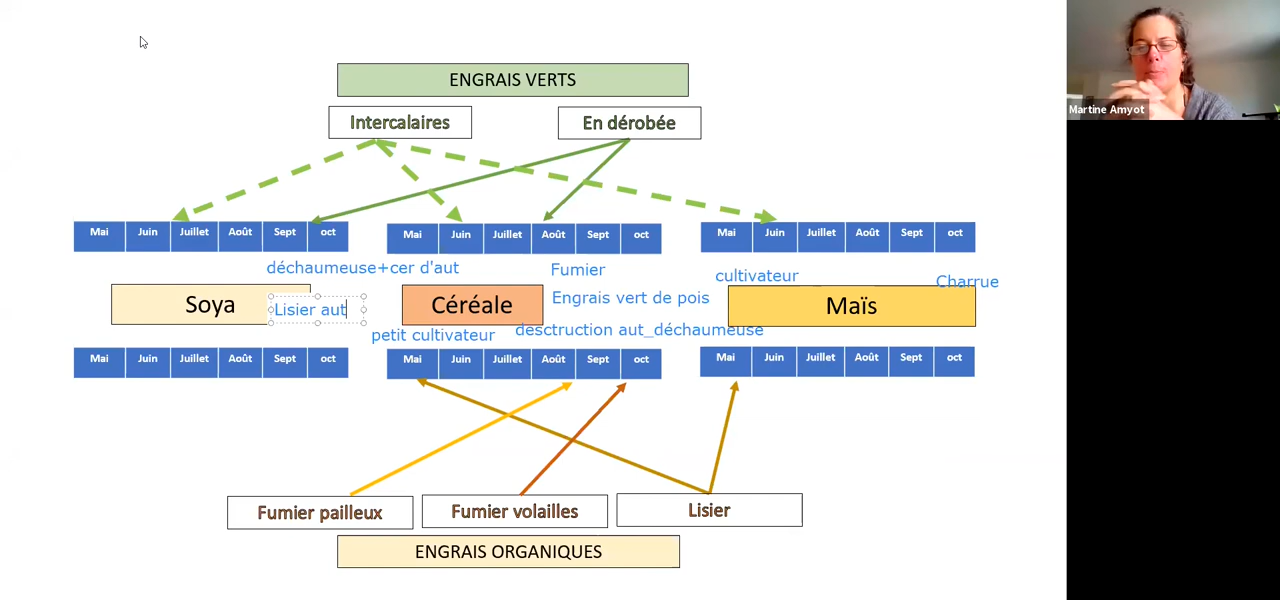 ENGRAIS VERTS
Intercalaires
En dérobée
Mai Juin Juillet Août Sept oct
Mai Juin Juillet Août Sept oct
Mai Juin Juillet Août Sept oct
déchaumeuse+cer d'aut
Fumier
cultivateur
Charrue
Soya
Lisier aut
Céréale
Engrais vert de pois
Maïs
petit cultivateur
desctruction aut_déchaumeuse
Mai Juin Juillet Août Sept oct
Mai Juin Juillet Août Sept oct
Mai Juin Juillet Août Sept oct
Fumier pailleux
Fumier volailles
Lisier
ENGRAIS ORGANIQUES
Martine Amyot